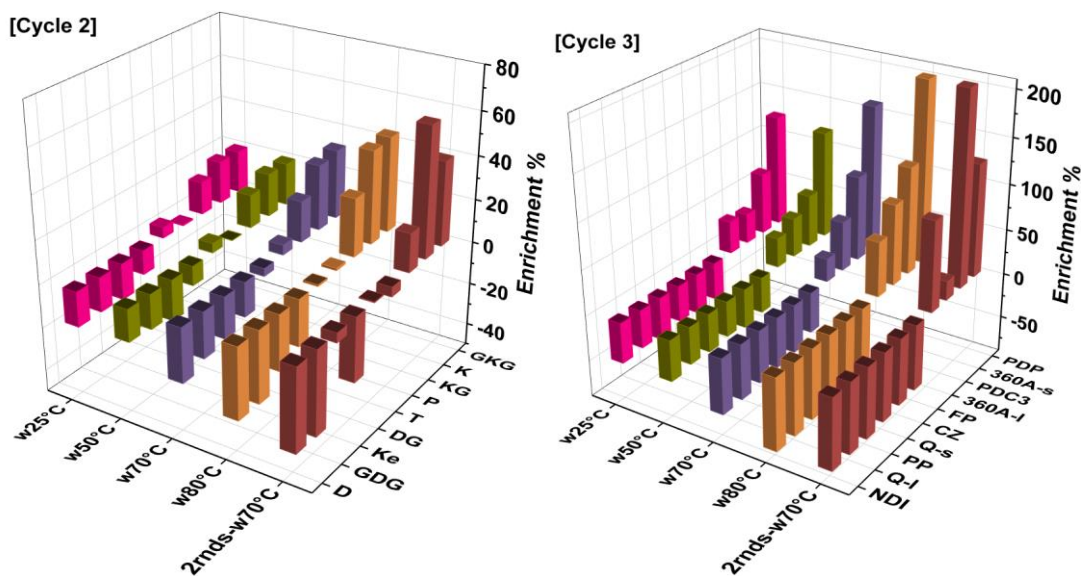 [Cycle 2]
80
60
40
20
0
-20
-40
Enrichment %
GKG
K
KG
P
T
DG
Ke
GDG
D
w25°C
w50°C
w70°C
w80°C
2rnds-w70°C
[Cycle 3]
200
150
100
50
0
-50
Enrichment %
PDP
360A-s
PDC3
360A-l
FP
CZ
Q-s
PP
Q-l
NDI
w25°C
w50°C
w70°C
w80°C
2rnds-w70°C